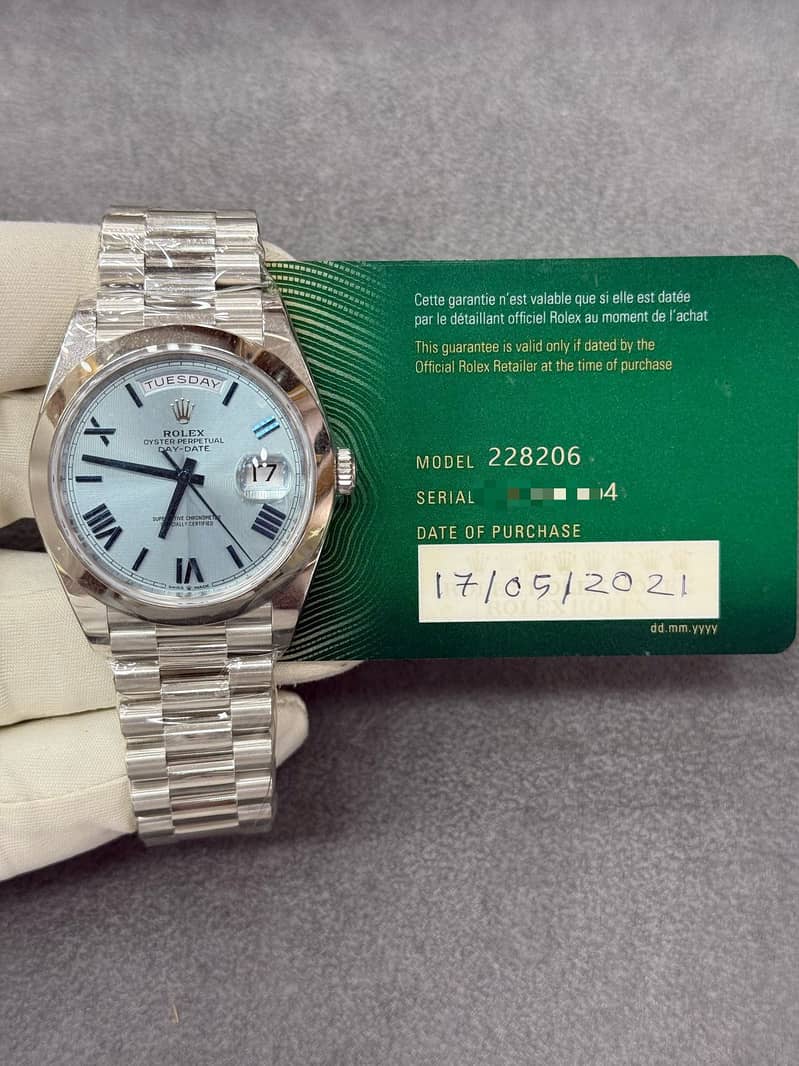 TUESDAY
ROLEX
OYSTER PERPETUAL
DAY-DATE
17
SUPERLATIVE CHRONOMETER
OFFICIALLY CERTIFIED
SWISS MADE
Cette garantie n'est valable que si elle est datée
par le détaillant officiel Rolex au moment de l'achat
This guarantee is valid only if dated by the
Official Rolex Retailer at the time of purchase
MODEL 228206
SERIAL 4
DATE OF PURCHASE
17/05/2021
dd.mm.yyyy